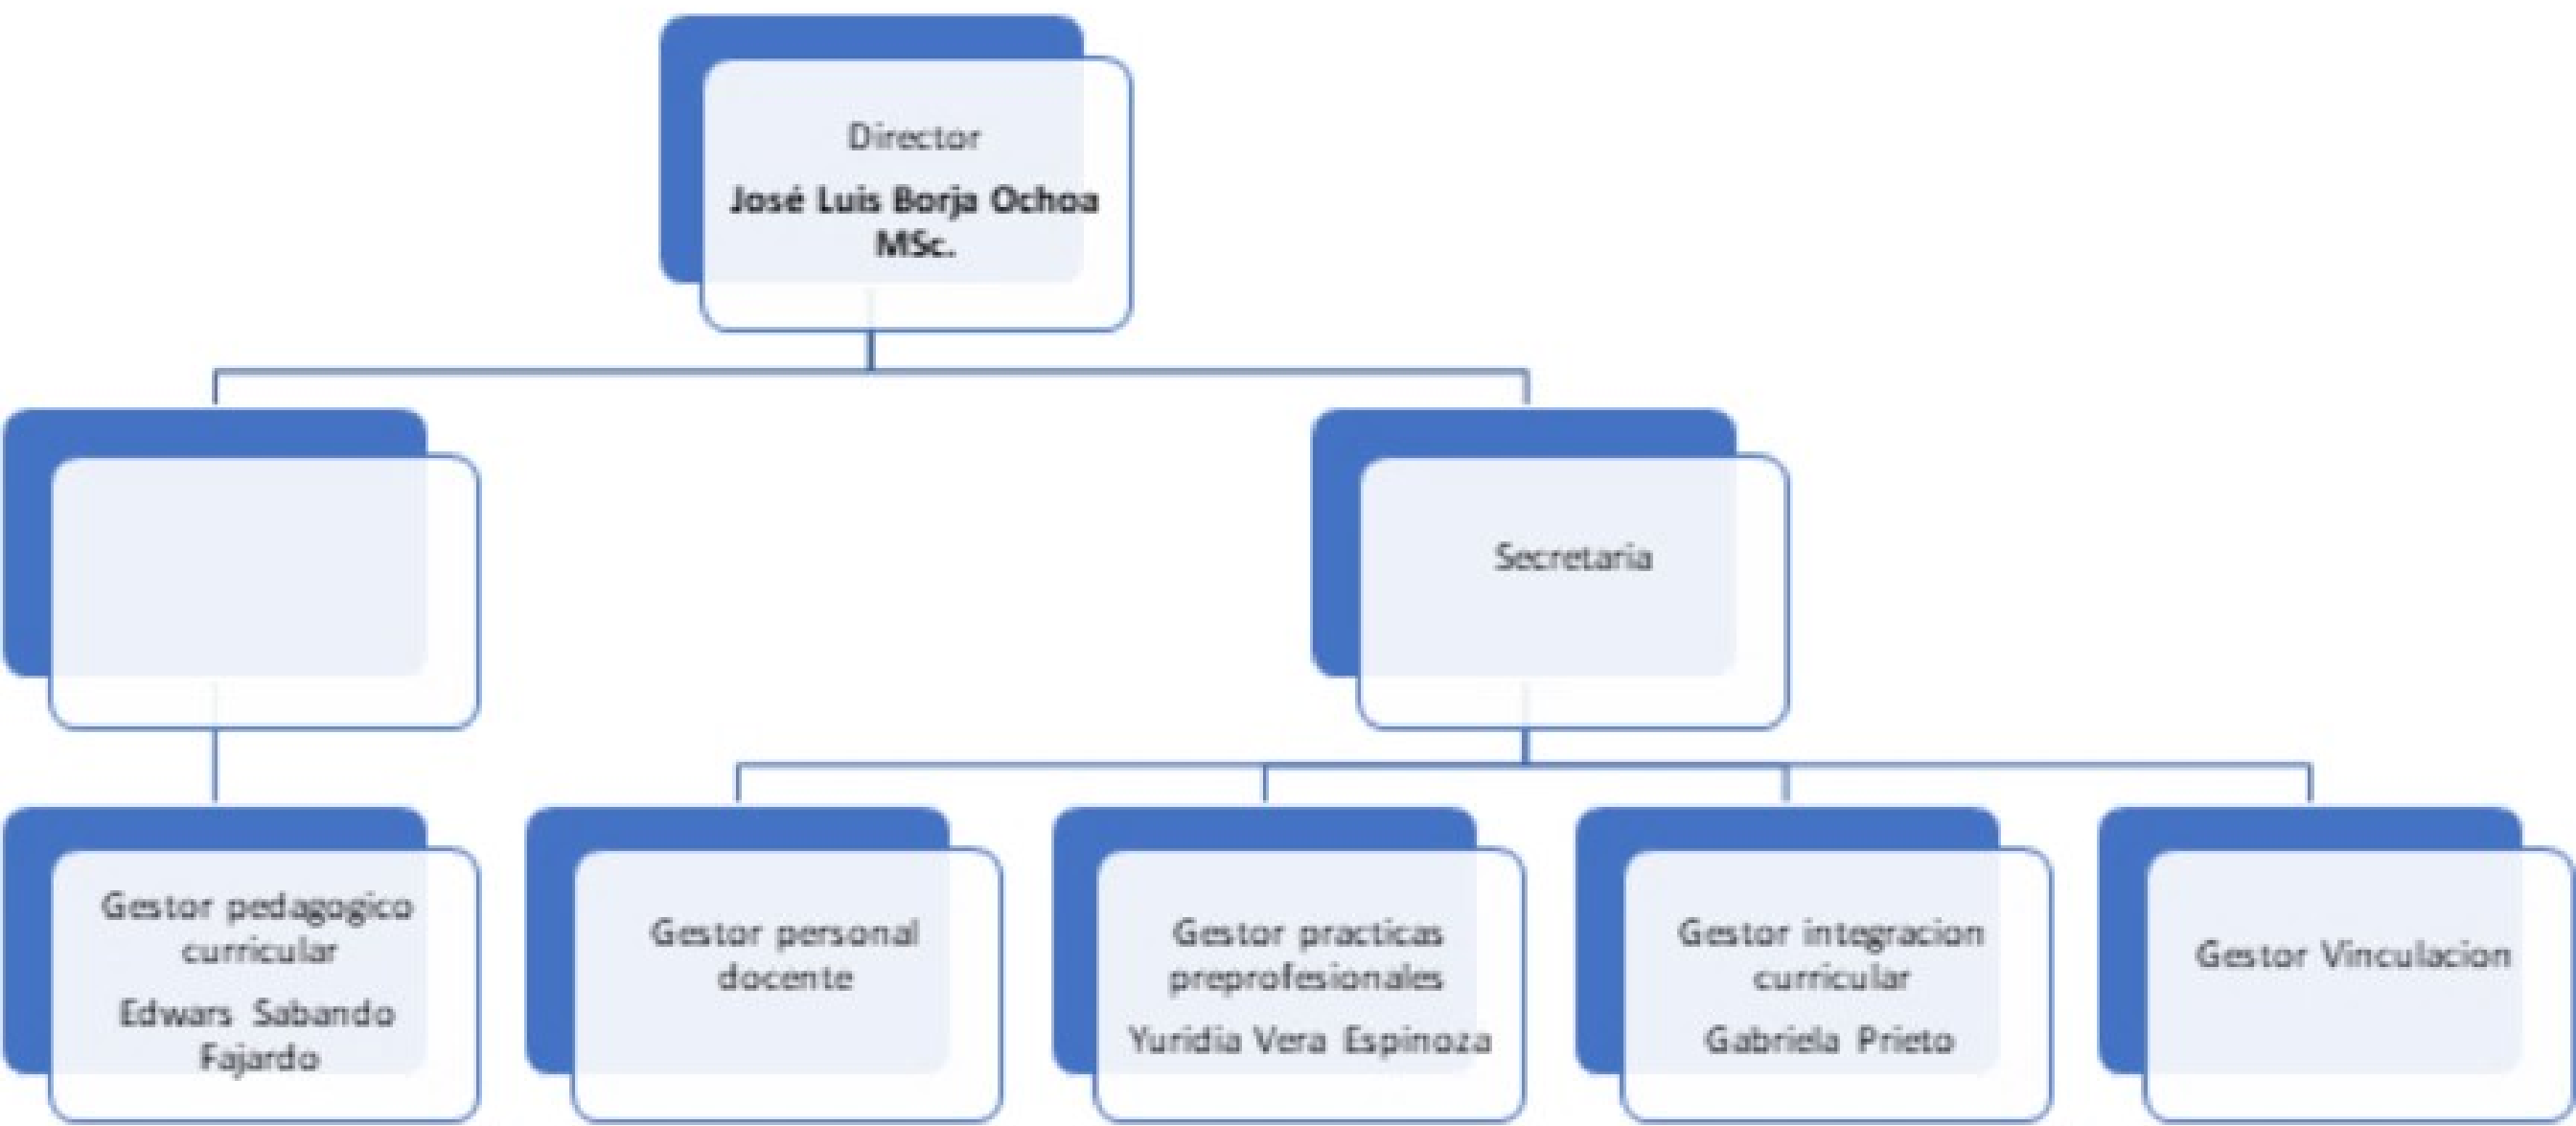 Director
José Luis Borja Ochoa
MSc.
Secretaria
Gestor pedagogico
curricular
Edwars Sabando
Fajardo
Gestor personal
docente
Gestor practicas
preprofesionales
Yuridia Vera Espinoza
Gestor integracion
curricular
Gabriela Prieto
Gestor Vinculacion